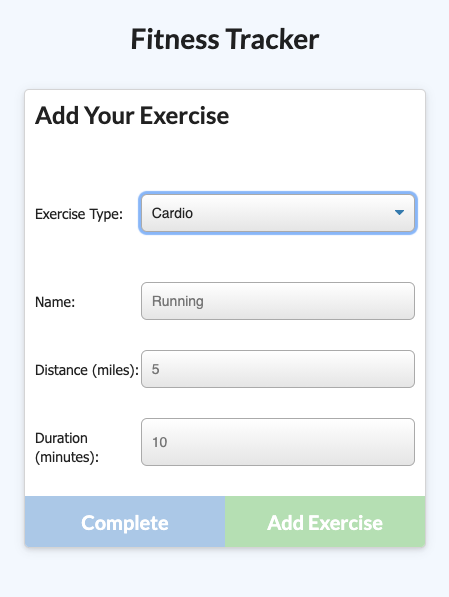 Fitness Tracker
Add Your Exercise
Exercise Type: Cardio
Name: Running
Distance (miles): 5
Duration
(minutes): 10
Complete Add Exercise